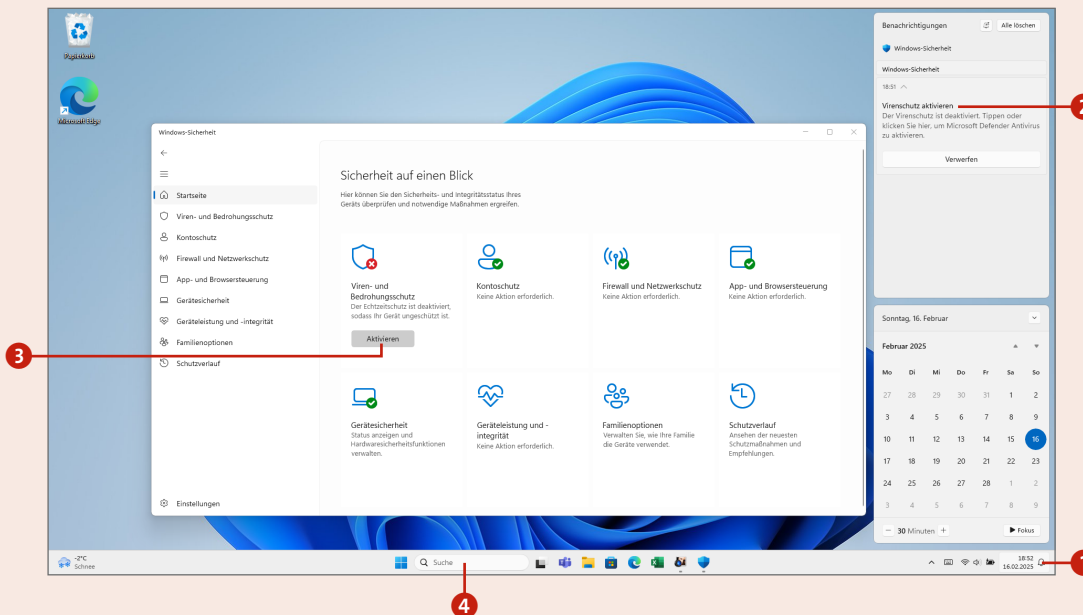 Papierkorb
Microsoft Edge
Windows-Sicherheit
Startseite
Viren- und Bedrohungsschutz
Kontoschutz
Firewall und Netzwerkschutz
App- und Browsersteuerung
Gerätesicherheit
Geräteleistung und -integrität
Familienoptionen
Schutzverlauf
Einstellungen
Sicherheit auf einen Blick
Hier können Sie den Sicherheits- und Integritätsstatus Ihres
Geräts überprüfen und notwendige Maßnahmen ergreifen.
Viren- und
Bedrohungsschutz
Der Echtzeitschutz ist deaktiviert,
sodass Ihr Gerät ungeschützt ist.
Aktivieren
Kontoschutz
Keine Aktion erforderlich.
Firewall und Netzwerkschutz
Keine Aktion erforderlich.
App- und Browsersteuerung
Keine Aktion erforderlich.
Gerätesicherheit
Status anzeigen und
Hardwaresicherheitsfunktionen
verwalten.
Geräteleistung und -
integrität
Keine Aktion erforderlich.
Familienoptionen
Verwalten Sie, wie Ihre Familie
die Geräte verwendet.
Schutzverlauf
Ansehen der neuesten
Schutzmaßnahmen und
Empfehlungen.
Benachrichtigungen
Alle löschen
Windows-Sicherheit
Windows-Sicherheit
18:51
Virenschutz aktivieren
Der Virenschutz ist deaktiviert. Tippen oder
klicken Sie hier, um Microsoft Defender Antivirus
zu aktivieren.
Verwerfen
2
3
Sonntag, 16. Februar
Februar 2025
Mo Di Mi Do Fr Sa So
27 28 29 30 31 1 2
3 4 5 6 7 8 9
10 11 12 13 14 15 16
17 18 19 20 21 22 23
24 25 26 27 28 1 2
3 4 5 6 7 8 9
30 Minuten
Fokus
-2°C
Schnee
Suche
18:52
16.02.2025
1
4